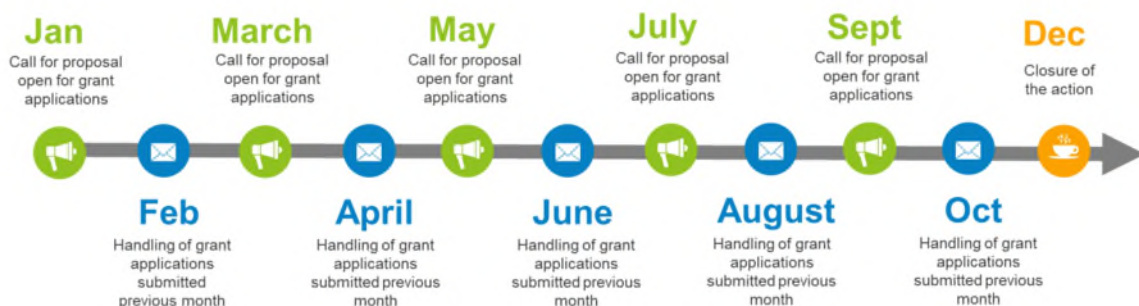 Jan
Call for proposal
open for grant
applications
March
Call for proposal
open for grant
applications
May
Call for proposal
open for grant
applications
July
Call for proposal
open for grant
applications
Sept
Call for proposal
open for grant
applications
Dec
Closure of
the action
Feb
Handling of grant
applications
submitted
previous month
April
Handling of grant
applications
submitted previous
month
June
Handling of grant
applications
submitted previous
month
August
Handling of grant
applications
submitted previous
month
Oct
Handling of grant
applications
submitted previous
month